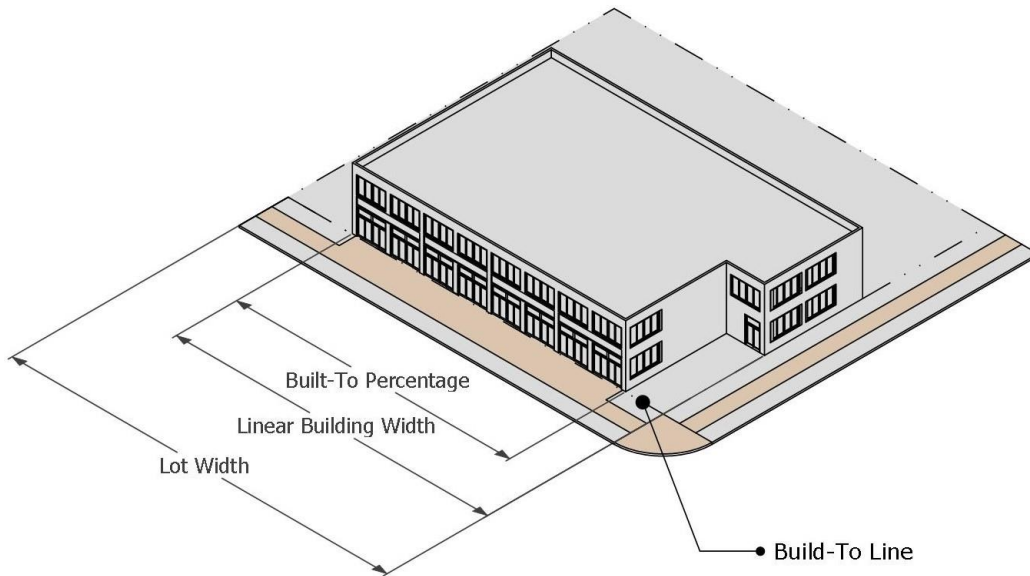 Built-To Percentage
Linear Building Width
Lot Width
Build-To Line